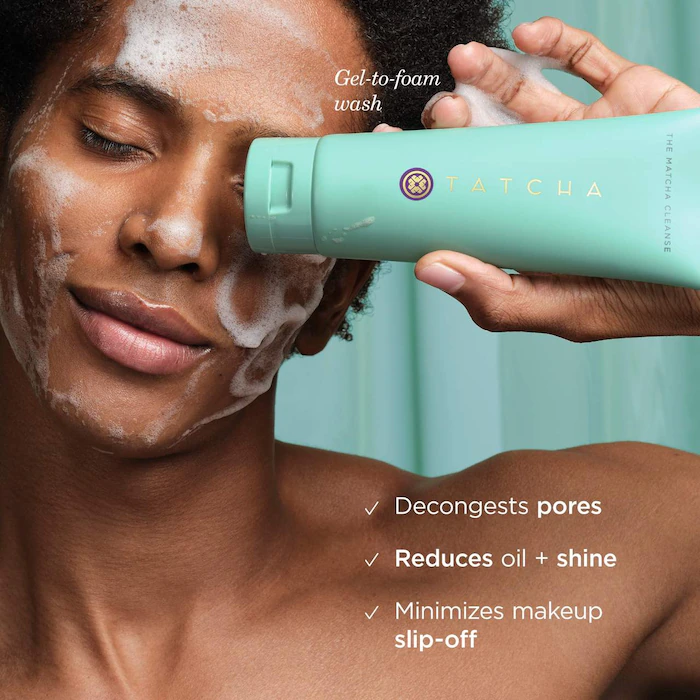 Gel-to-foam
wash
TATCHA
THE MATCHA CLEANSE
✓ Decongests pores
✓ Reduces oil + shine
✓ Minimizes makeup
slip-off